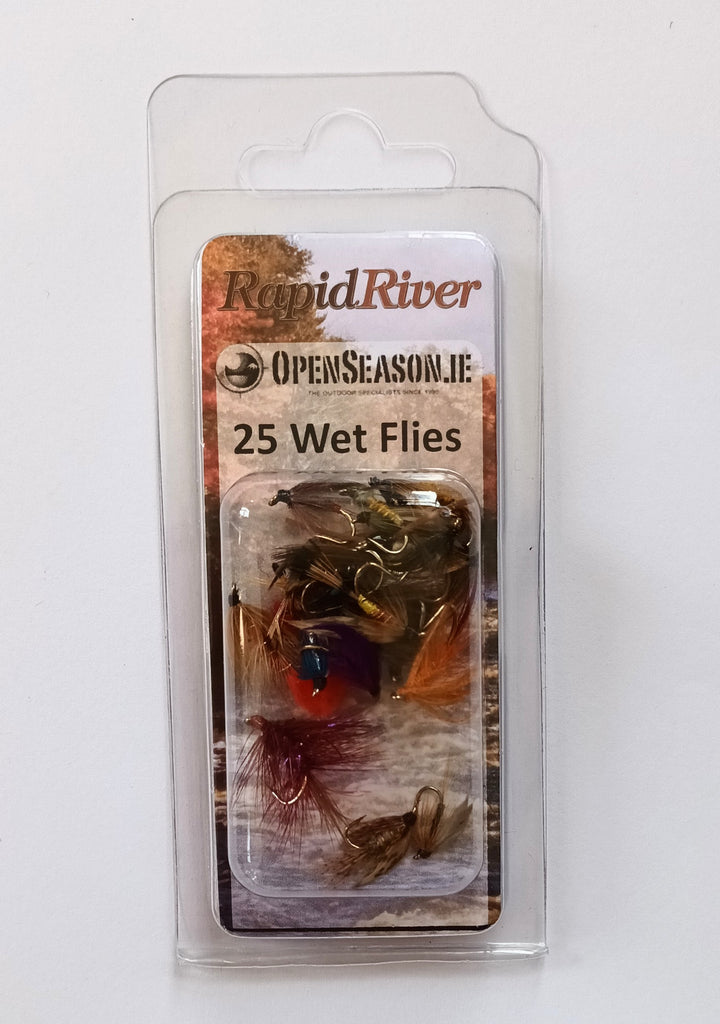 RapidRiver
OPENSEASON.IE
THE OUTDOOR SPECIALISTS SINCE 1990
25 Wet Flies